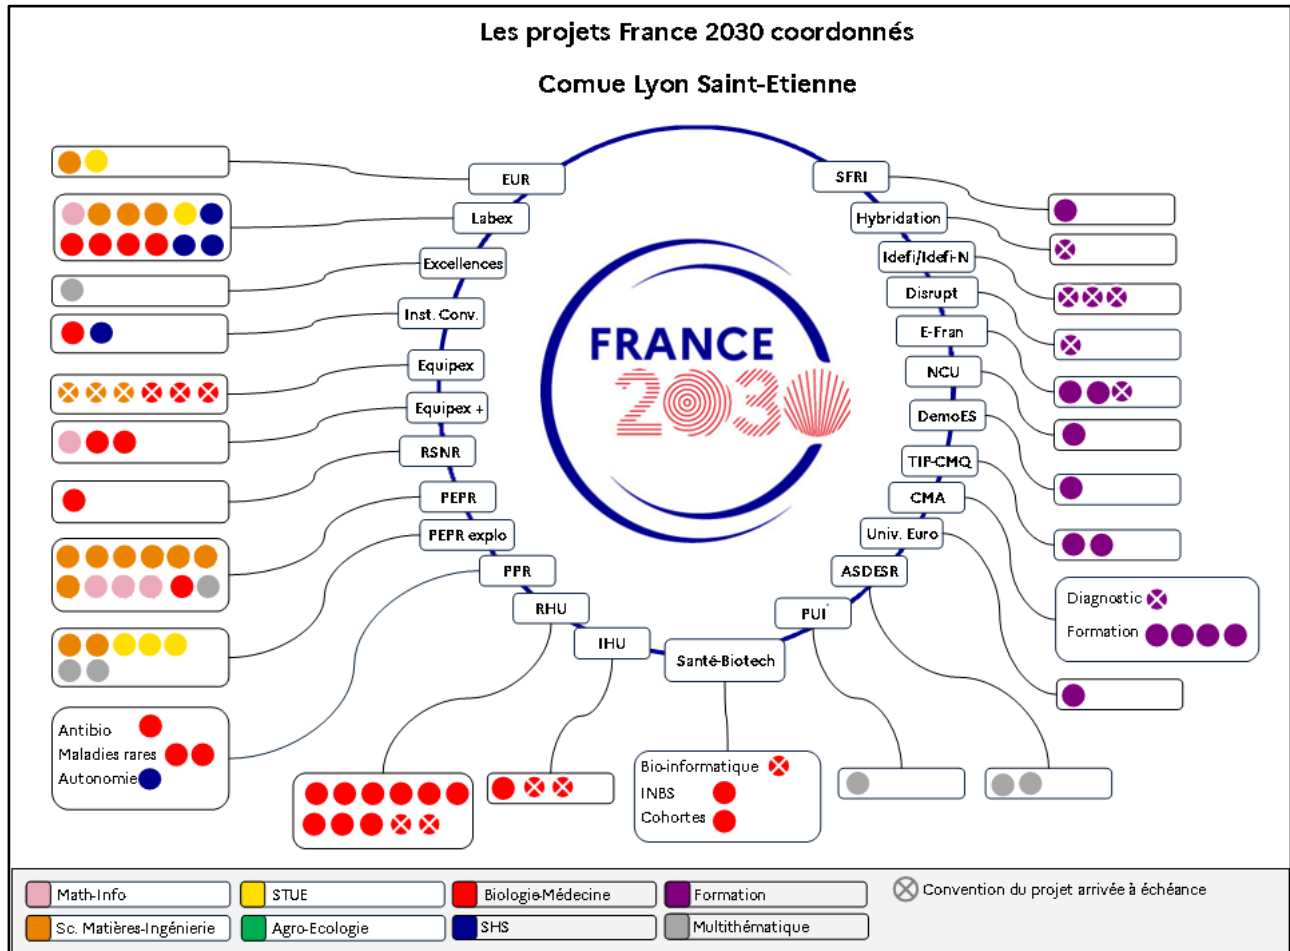 Les projets France 2030 coordonnés
Comue Lyon Saint-Etienne
EUR
Labex
Excellences
Inst. Conv.
Equipex
Equipex +
RSNR
PEPR
PEPR explo
PPR
RHU
IHU
Santé-Biotech
PUI
ASDESR
Univ. Euro
CMA
TIP-CMQ
DemoES
NCU
E-Fran
Disrupt
Idefi/Idefi-N
Hybridation
SFRI
FRANCE
2030
Antibio
Maladies rares
Autonomie
Bio-informatique
INBS
Cohortes
Diagnostic
Formation
Math-Info
STUE
Biologie-Médecine
Formation
Convention du projet arrivée à échéance
Sc. Matières-Ingénierie
Agro-Ecologie
SHS
Multithématique